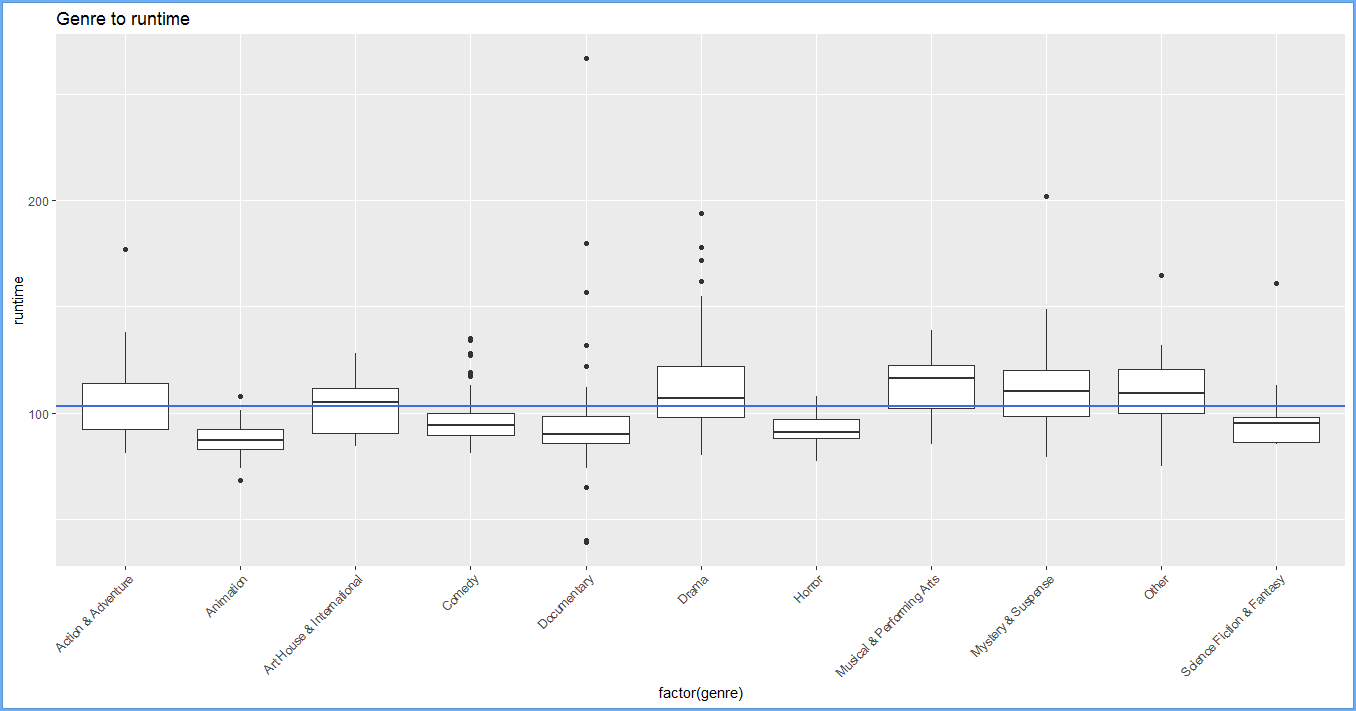 Genre to runtime
200
100
runtime
Action & Adventure
Animation
Art House & International
Comedy
Documentary
Drama
Horror
Musical & Performing Arts
Mystery & Suspense
Other
Science Fiction & Fantasy
factor(genre)